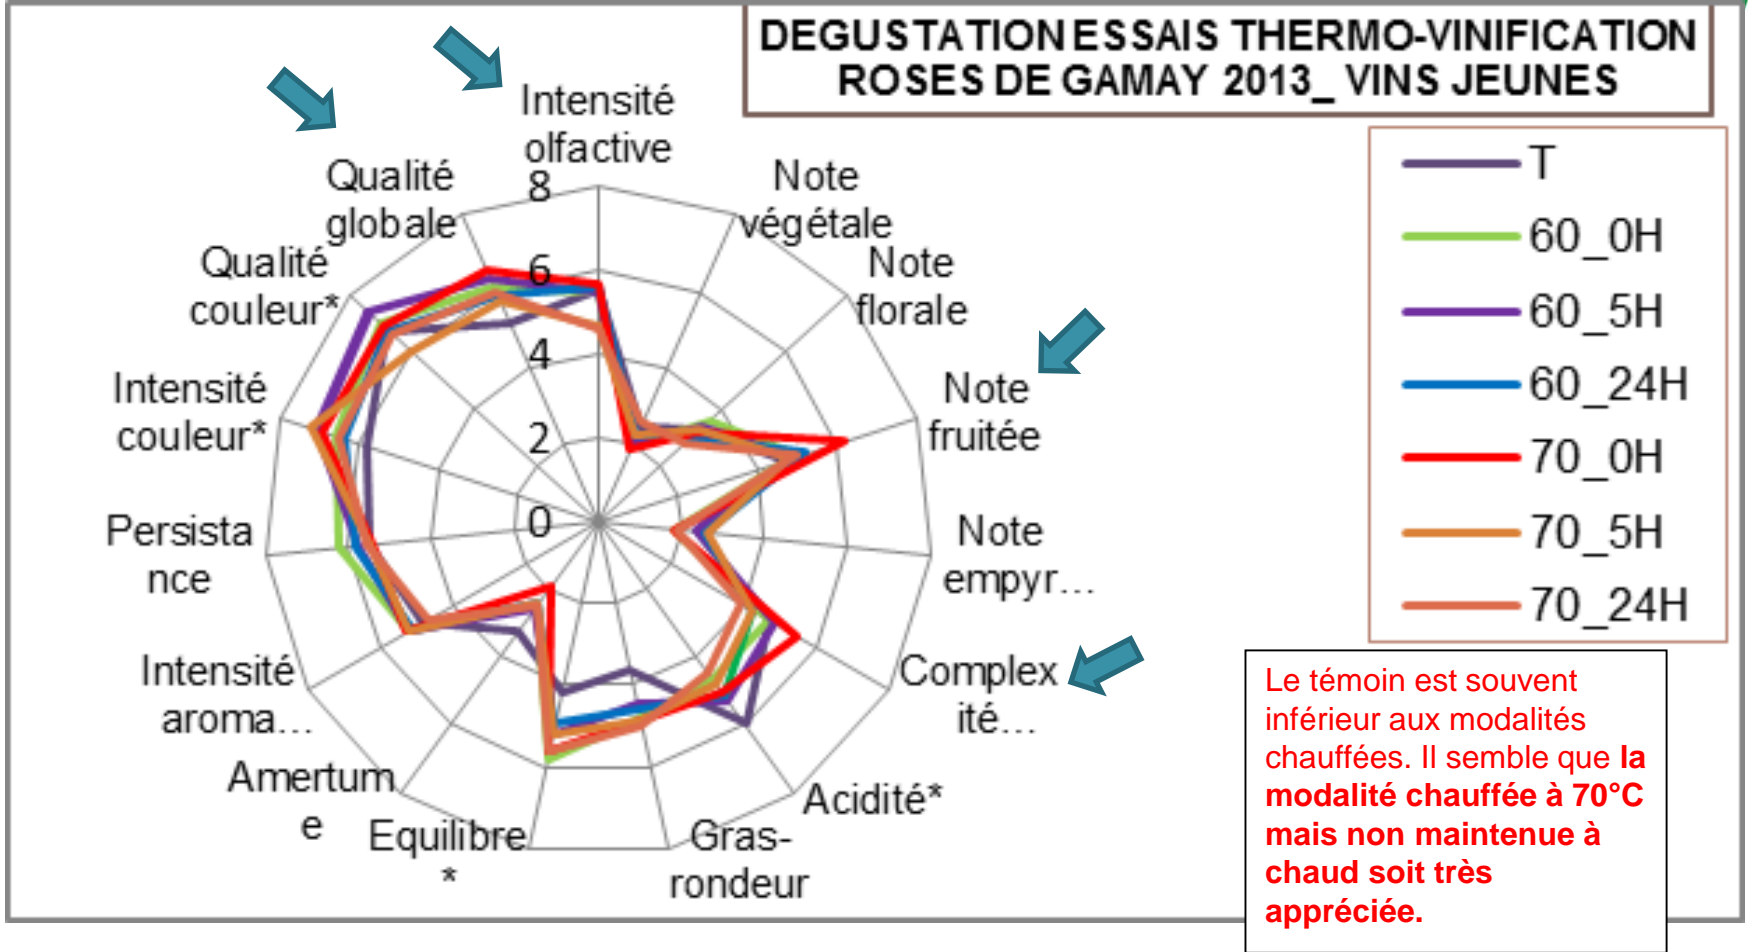 DEGUSTATION ESSAIS THERMO-VINIFICATION
ROSES DE GAMAY 2013_ VINS JEUNES
Intensité
olfactive
Note
végétale
Note
florale
Note
fruitée
Note
empyr...
Complex
ité...
Acidité*
Gras-
rondeur
Equilibre
*
Amertum
e
Intensité
aroma...
Persista
nce
Intensité
couleur*
Qualité
couleur*
Qualité
globale
8
6
4
2
0
T
60_0H
60_5H
60_24H
70_0H
70_5H
70_24H
Le témoin est souvent
inférieur aux modalités
chauffées. Il semble que la
modalité chauffée à 70°C
mais non maintenue à
chaud soit très
appréciée.